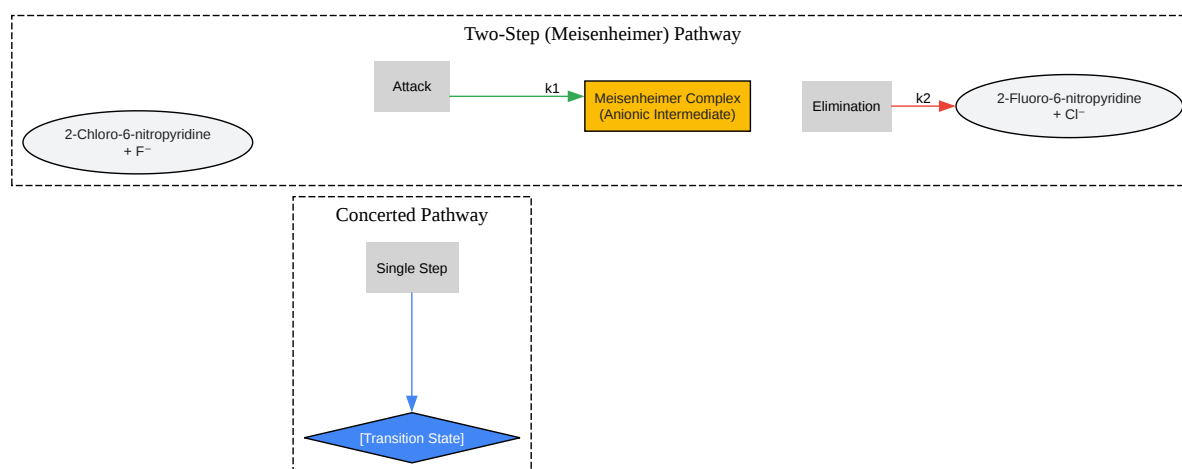 Two-Step (Meisenheimer) Pathway
Attack
k1
Meisenheimer Complex
(Anionic Intermediate)
Elimination
k2
2-Fluoro-6-nitropyridine
+ Cl⁻
2-Chloro-6-nitropyridine
+ F⁻
Concerted Pathway
Single Step
[Transition State]